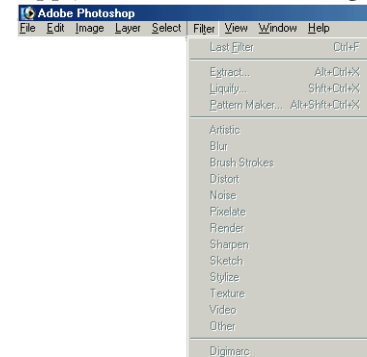 Adobe Photoshop
File Edit Image Layer Select Filter View Window Help
Last Filter Ctrl+F
Extract... Alt+Ctrl+X
Liquify... Shft+Ctrl+X
Pattern Maker... Alt+Shft+Ctrl+X
Artistic
Blur
Brush Strokes
Distort
Noise
Pixelate
Render
Sharpen
Sketch
Stylize
Texture
Video
Other
Digimarc